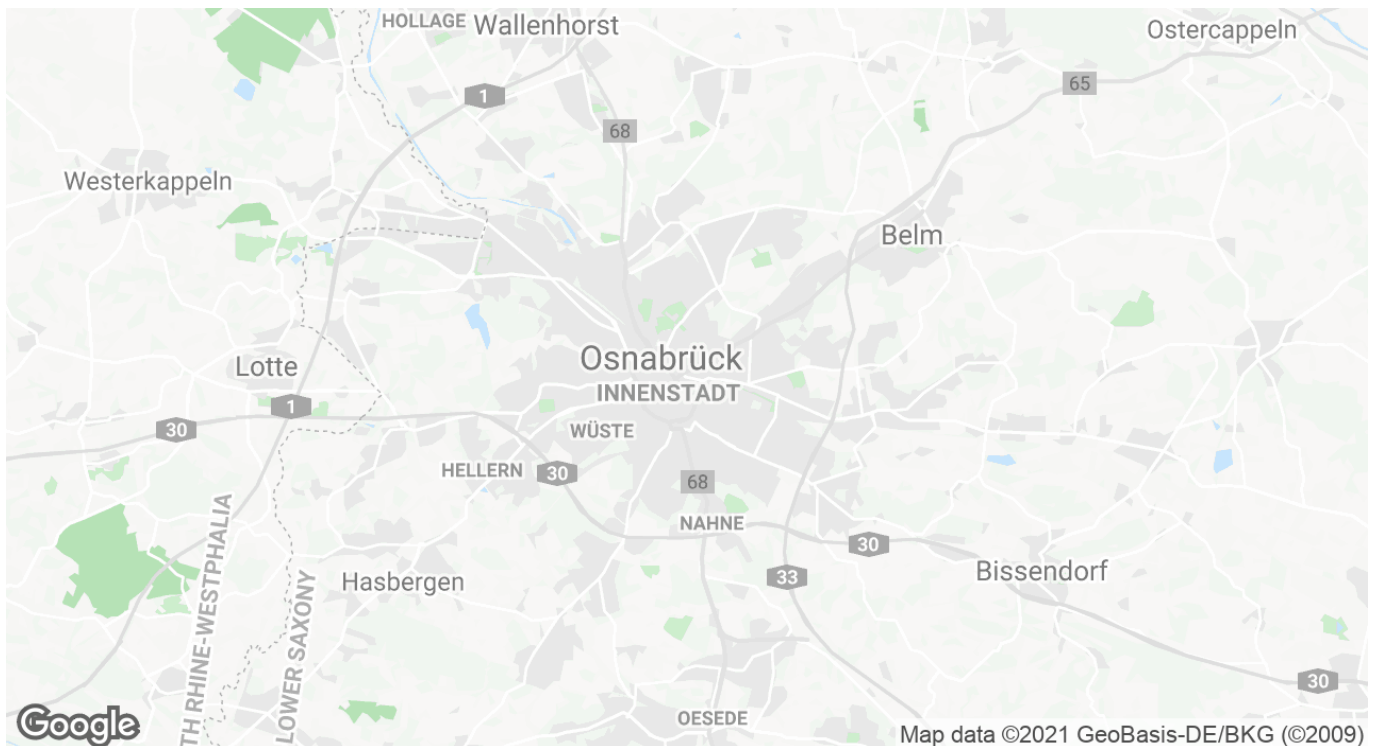 HOLLAGE
Wallenhorst
Ostercappeln
1
65
68
Westerkappeln
Belm
Osnabrück
INNENSTADT
Lotte
1
30
WÜSTE
HELLERN
30
68
NAHNE
30
33
Bissendorf
Hasbergen
TH RHINE-WESTPHALIA
LOWER SAXONY
30
OESEDE
Google
Map data ©2021 GeoBasis-DE/BKG (©2009)